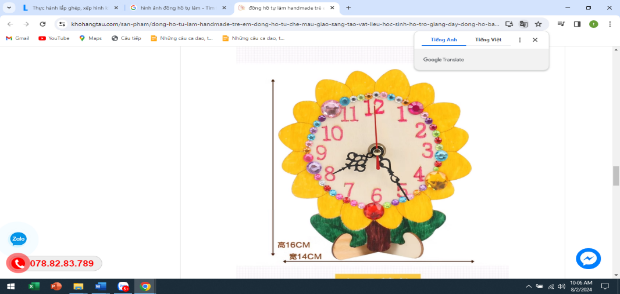 Thực hành lắp ghép, xếp hình
hình ảnh đồng hồ tự làm - Tìm
đồng hồ tự làm handmade trẻ
khohangtau.com/san-pham/dong-ho-tu-lam-handmade-tre-em-dong-ho-tu-che-mau-giao-sang-tao-vat-lieu-hoc-sinh-ho-tro-giang-day-dong-ho-ba...
Gmail YouTube Maps Câu tiếp Những câu ca dao, t... Những câu ca dao, t...
Tiếng Anh Tiếng Việt
Google Translate
11 12 1
10 2
9 3
8 4
7 6 5
高16CM
宽14CM
Zalo
078.82.83.789
10:05 AM
8/2/2024